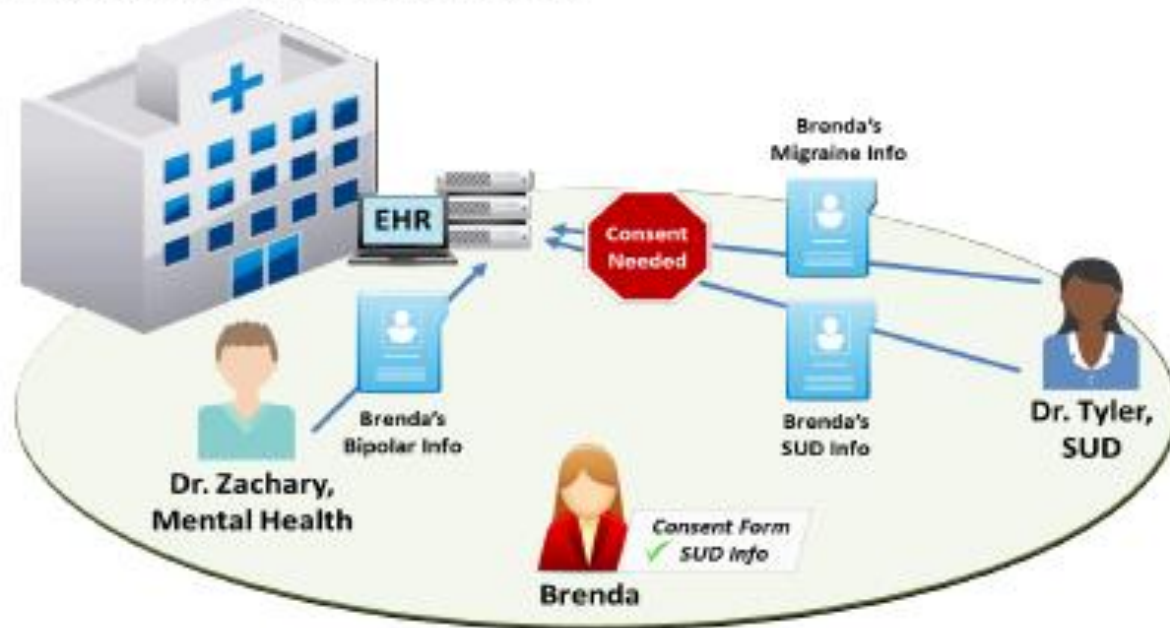 Brenda's
Migraine Info
EHR
Consent
Needed
Brenda's
Bipolar Info
Brenda's
SUD Info
Dr. Tyler,
SUD
Dr. Zachary,
Mental Health
Consent Form
SUD Info
Brenda